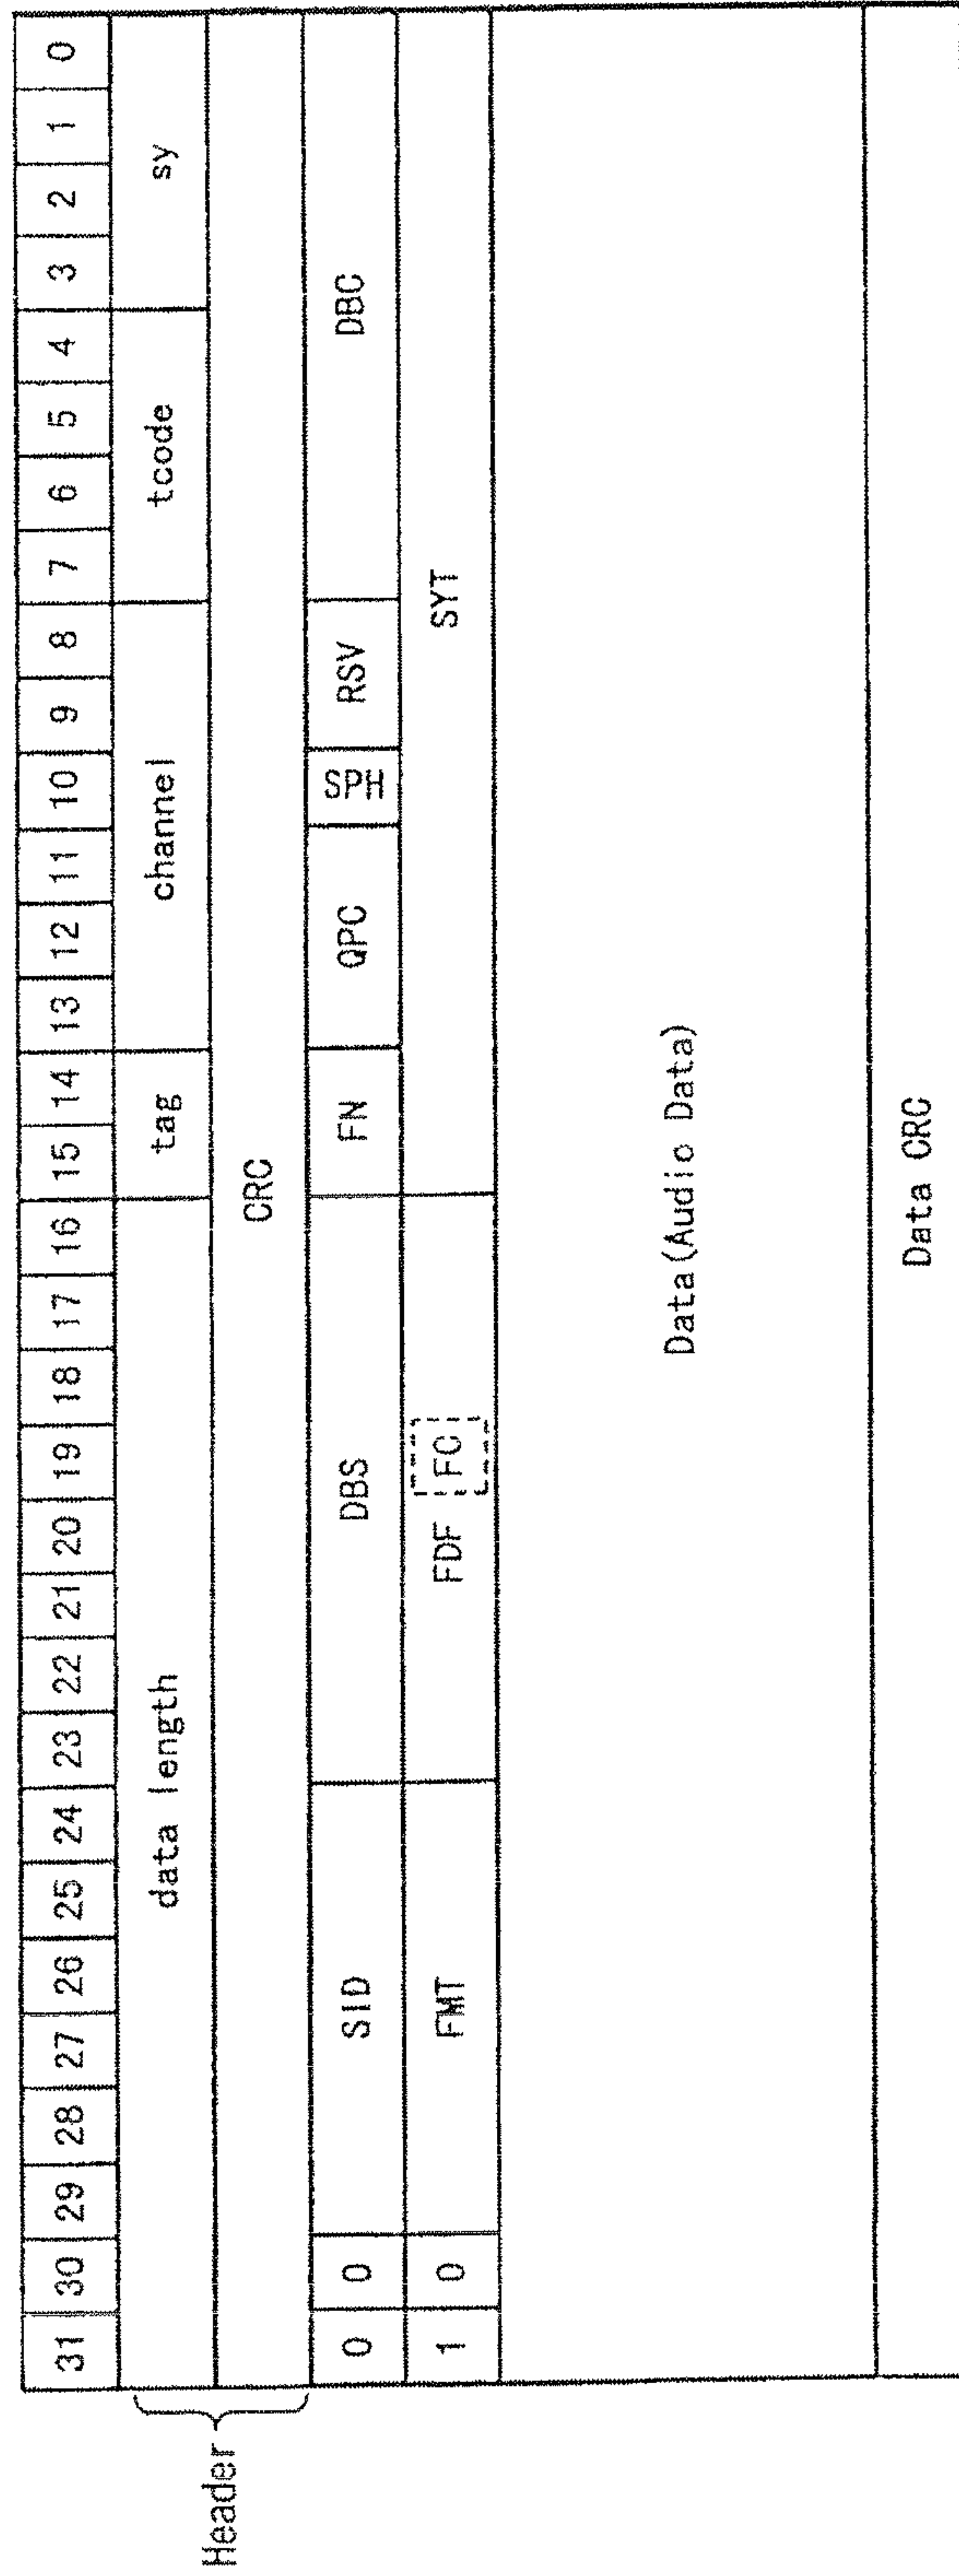 31 30 29 28 27 26 25 24 23 22 21 20 19 18 17 16 15 14 13 12 11 10 9 8 7 6 5 4 3 2 1 0
Header
data length tag channel tcode sy
CRC
0 0 SID DBS FN QPC SPH RSV DBC
1 0 FMT FDF FC SYT
Data(Audio Data)
Data CRC